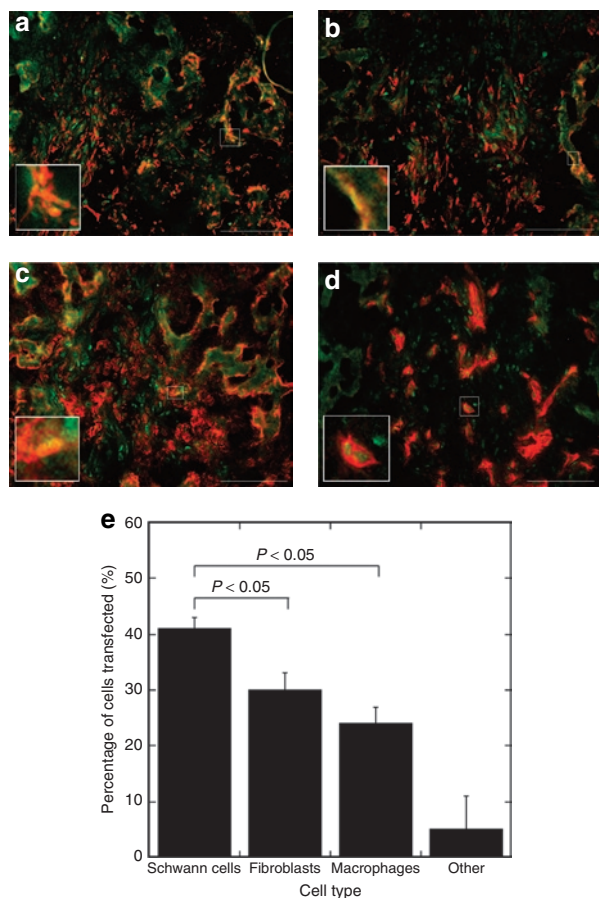 a
b
c
d
e
60
50
40
30
20
10
0
Percentage of cells transfected (%)
P < 0.05
P < 0.05
Schwann cells
Fibroblasts
Macrophages
Other
Cell type